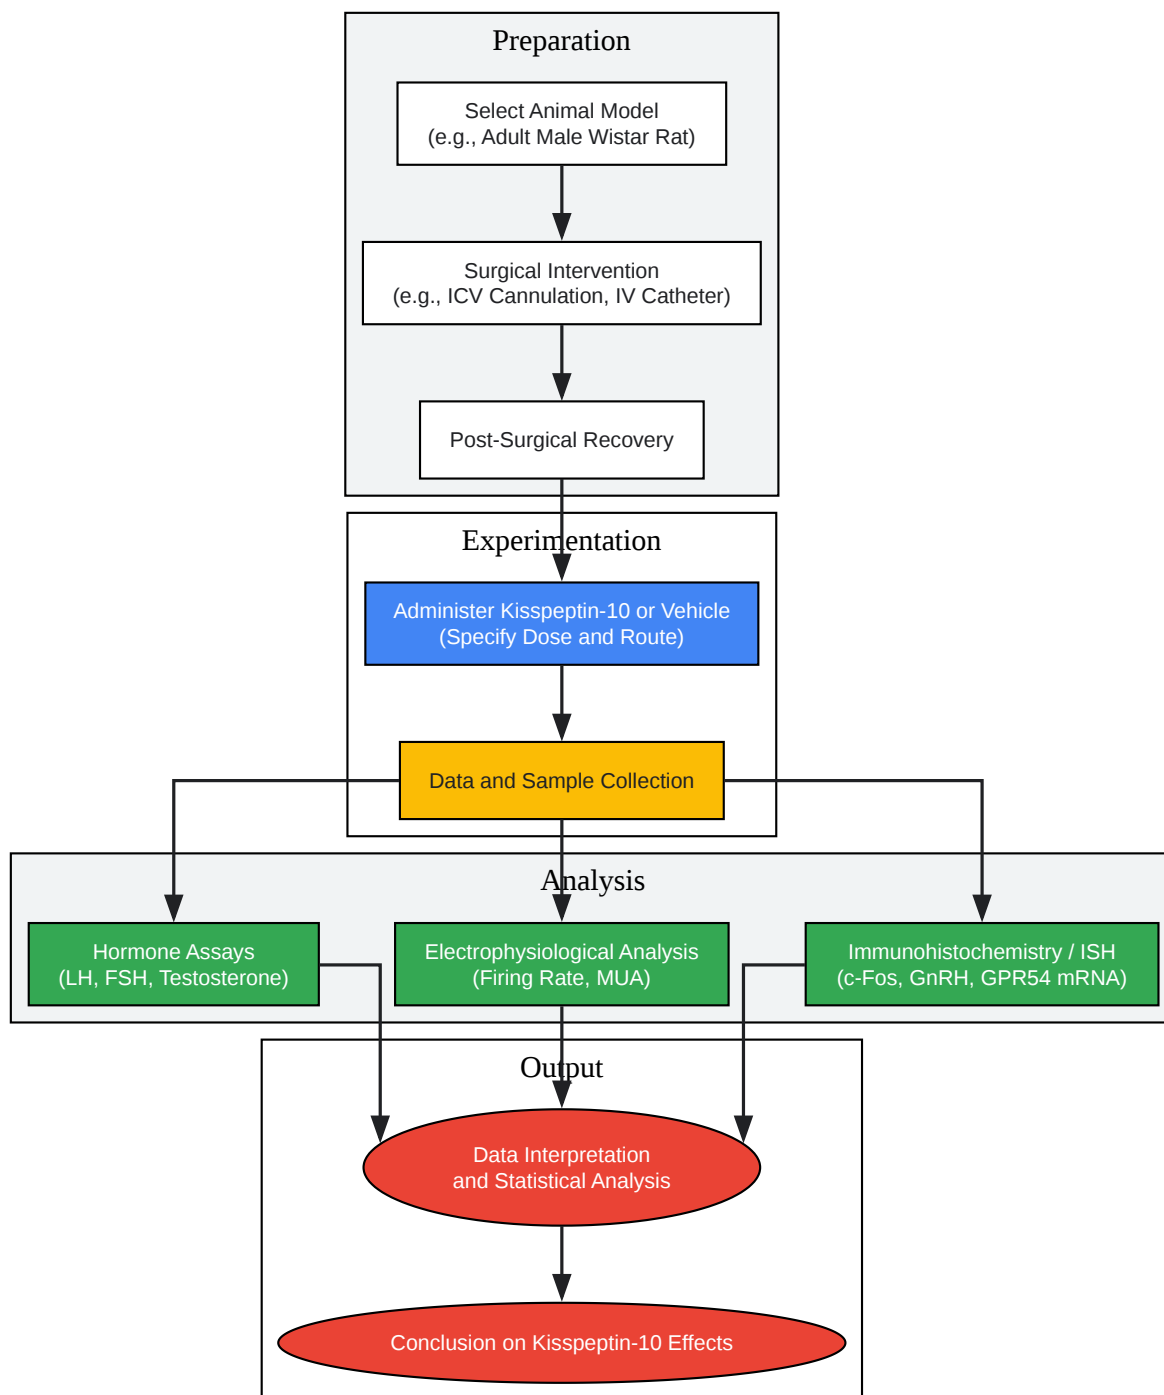 Preparation
Select Animal Model
(e.g., Adult Male Wistar Rat)
Surgical Intervention
(e.g., ICV Cannulation, IV Catheter)
Post-Surgical Recovery
Experimentation
Administer Kisspeptin-10 or Vehicle
(Specify Dose and Route)
Data and Sample Collection
Analysis
Hormone Assays
(LH, FSH, Testosterone)
Electrophysiological Analysis
(Firing Rate, MUA)
Immunohistochemistry / ISH
(c-Fos, GnRH, GPR54 mRNA)
Output
Data Interpretation
and Statistical Analysis
Conclusion on Kisspeptin-10 Effects